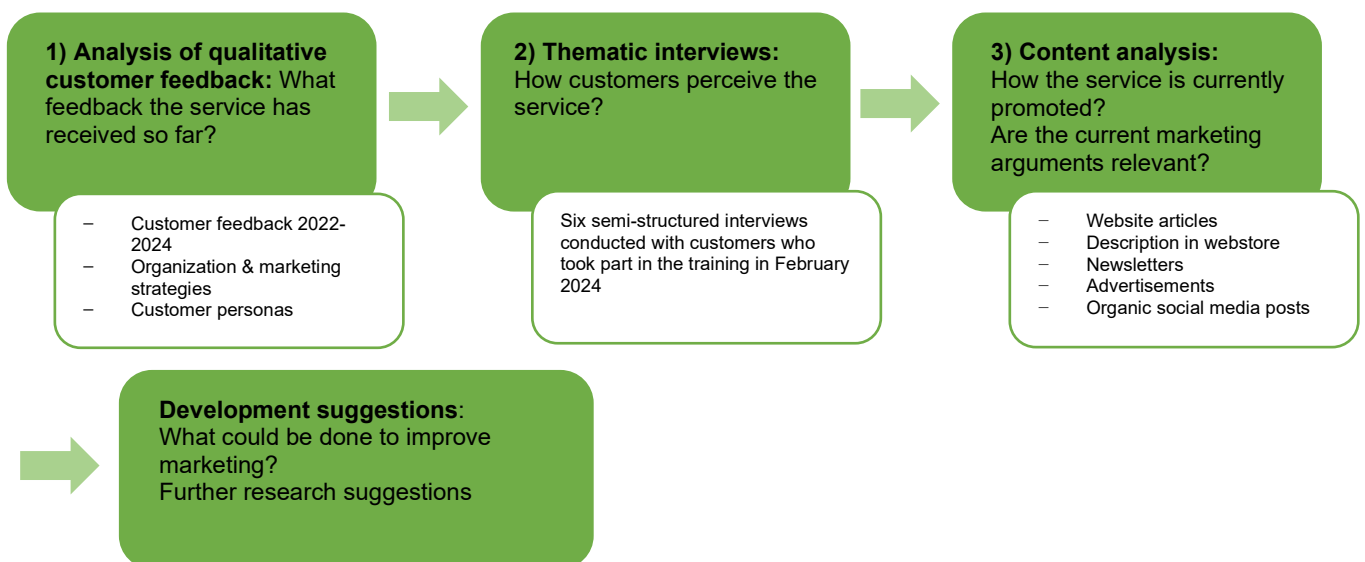 1) Analysis of qualitative
customer feedback: What
feedback the service has
received so far?
– Customer feedback 2022-
2024
– Organization & marketing
strategies
– Customer personas
2) Thematic interviews:
How customers perceive the
service?
Six semi-structured interviews
conducted with customers who
took part in the training in February
2024
3) Content analysis:
How the service is currently
promoted?
Are the current marketing
arguments relevant?
– Website articles
– Description in webstore
– Newsletters
– Advertisements
– Organic social media posts
Development suggestions:
What could be done to improve
marketing?
Further research suggestions